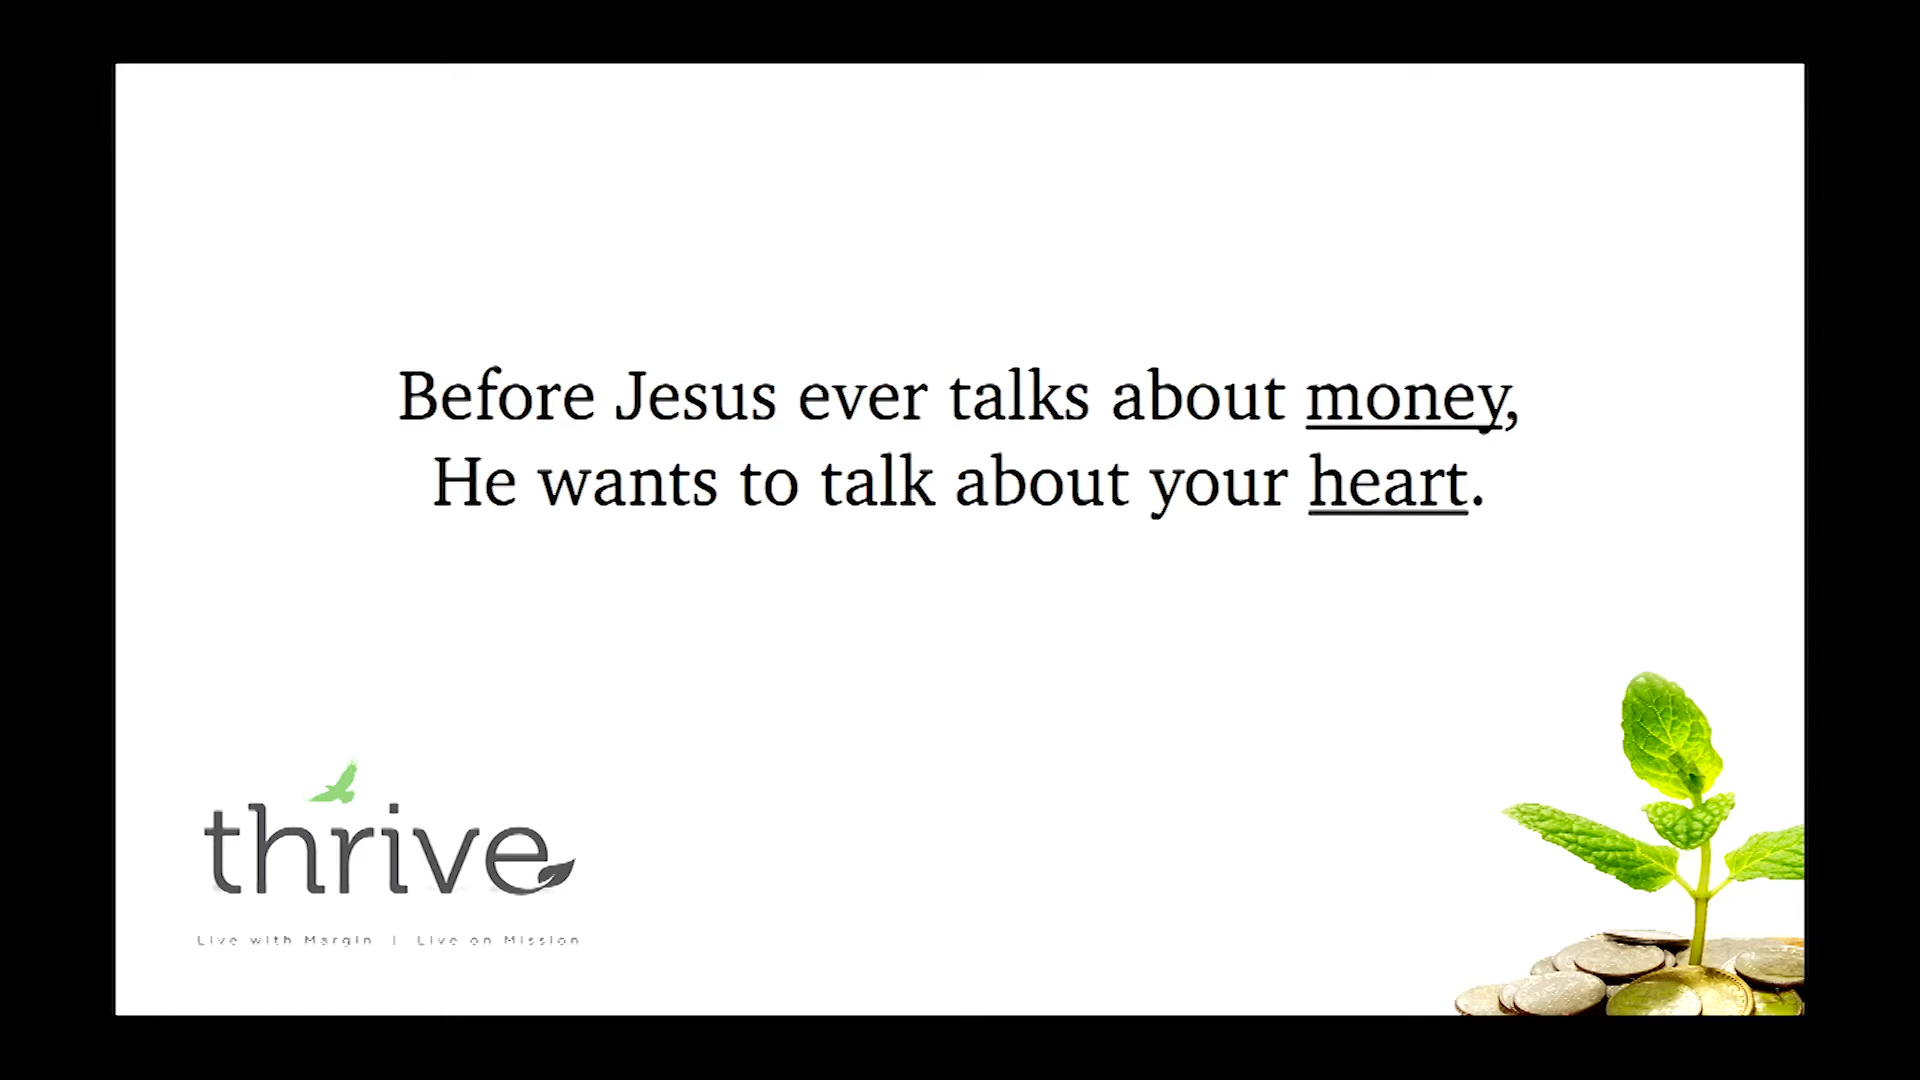 Before Jesus ever talks about money,
He wants to talk about your heart.
thrive
Live with Margin | Live on Mission